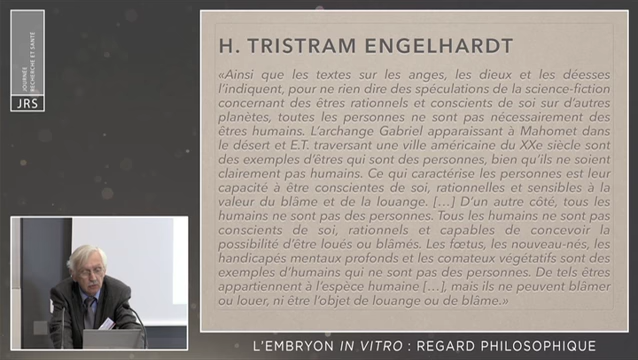 JOURNÉE
RECHERCHE ET SANTÉ
JRS
H. TRISTRAM ENGELHARDT
«Ainsi que les textes sur les anges, les dieux et les déesses
l'indiquent, pour ne rien dire des spéculations de la science-fiction
concernant des êtres rationnels et conscients de soi sur d'autres
planètes, toutes les personnes ne sont pas nécessairement des
êtres humains. L'archange Gabriel apparaissant à Mahomet dans
le désert et E.T. traversant une ville américaine du XXe siècle sont
des exemples d'êtres qui sont des personnes, bien qu'ils ne soient
clairement pas humains. Ce qui caractérise les personnes est leur
capacité à être conscientes de soi, rationnelles et sensibles à la
valeur du blâme et de la louange. […] D'un autre côté, tous les
humains ne sont pas des personnes. Tous les humains ne sont pas
conscients de soi, rationnels et capables de concevoir la
possibilité d'être loués ou blâmés. Les fœtus, les nouveau-nés, les
handicapés mentaux profonds et les comateux végétatifs sont des
exemples d'humains qui ne sont pas des personnes. De tels êtres
appartiennent à l'espèce humaine […], mais ils ne peuvent blâmer
ou louer, ni être l'objet de louange ou de blâme.»
L'EMBRYON IN VITRO : REGARD PHILOSOPHIQUE